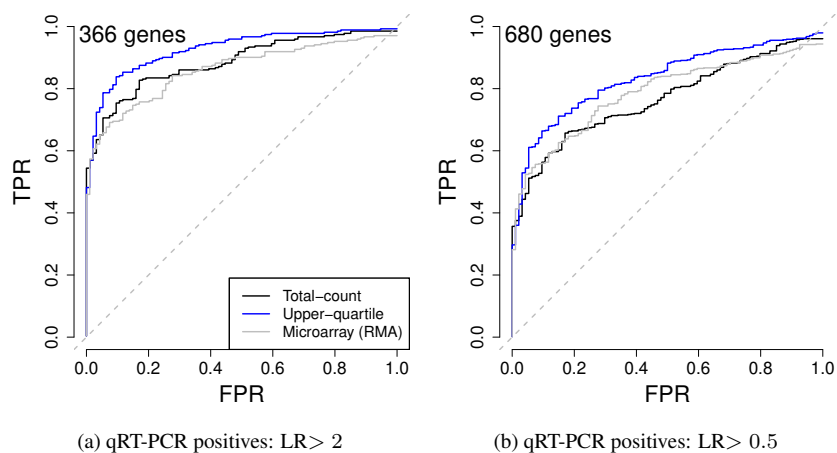 366 genes
TPR
1.0
0.8
0.6
0.4
0.2
0.0
Total−count
Upper−quartile
Microarray (RMA)
0.0 0.2 0.4 0.6 0.8 1.0
FPR
(a) qRT-PCR positives: LR> 2
680 genes
TPR
1.0
0.8
0.6
0.4
0.2
0.0
0.0 0.2 0.4 0.6 0.8 1.0
FPR
(b) qRT-PCR positives: LR> 0.5